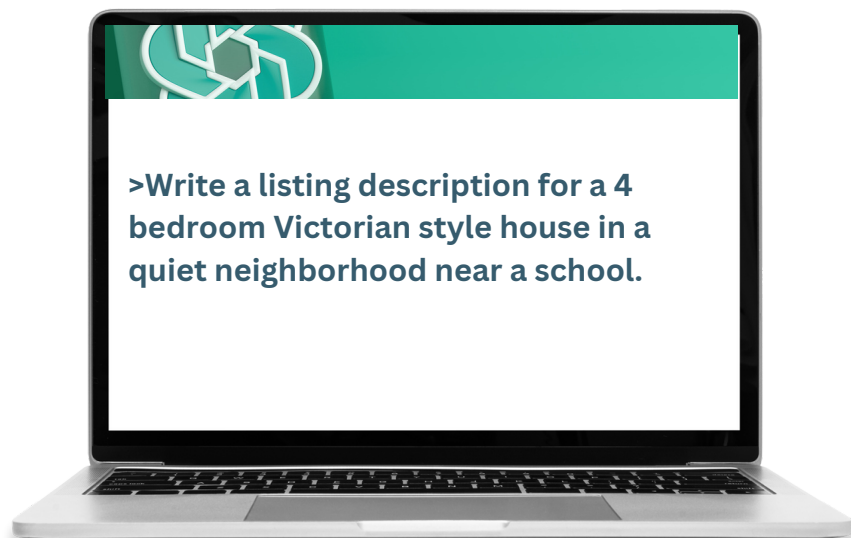 >Write a listing description for a 4
bedroom Victorian style house in a
quiet neighborhood near a school.